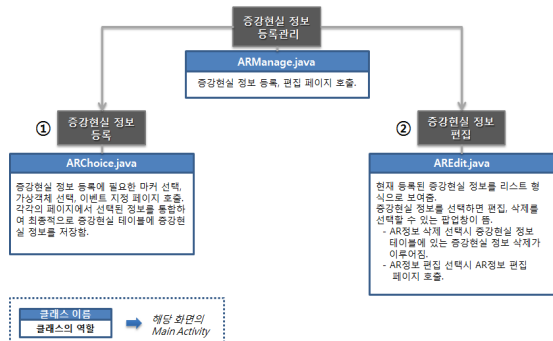 증강현실 정보
등록관리
ARManage.java
증강현실 정보 등록, 편집 페이지 호출.
① 증강현실 정보
등록
ARChoice.java
증강현실 정보 등록에 필요한 마커 선택,
가상객체 선택, 이벤트 지정 페이지 호출.
각각의 페이지에서 선택된 정보를 통합하
여 최종적으로 증강현실 테이블에 증강현
실 정보를 저장함.
② 증강현실 정보
편집
AREdit.java
현재 등록된 증강현실 정보를 리스트 형
식으로 보여줌.
증강현실 정보를 선택하면 편집, 삭제를
선택할 수 있는 팝업창이 뜸.
- AR정보 삭제 선택시 증강현실 정보
테이블에 있는 증강현실 정보 삭제가
이루어짐.
- AR정보 편집 선택시 AR정보 편집
페이지 호출.
클래스 이름
클래스의 역할
해당 화면의
Main Activity